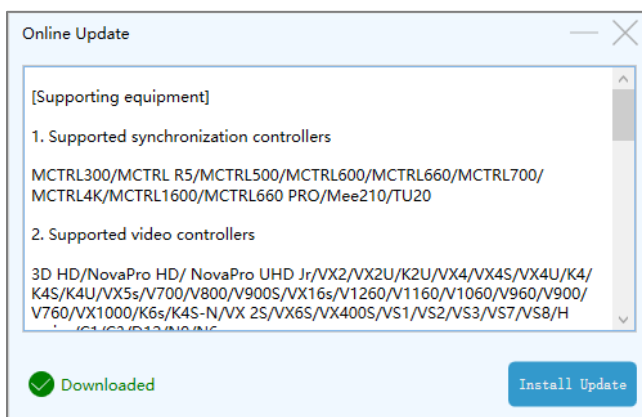 Online Update
[Supporting equipment]
1. Supported synchronization controllers
MCTRL300/MCTRL R5/MCTRL500/MCTRL600/MCTRL660/MCTRL700/
MCTRL4K/MCTRL1600/MCTRL660 PRO/Mee210/TU20
2. Supported video controllers
3D HD/NovaPro HD/ NovaPro UHD Jr/VX2/VX2U/K2U/VX4/VX4S/VX4U/K4/
K4S/K4U/VX5s/V700/V800/V900S/VX16s/V1260/V1160/V1060/V960/V900/
V760/VX1000/K6s/K4S-N/VX 2S/VX6S/VX400S/VS1/VS2/VS3/VS7/VS8/H
Downloaded
Install Update